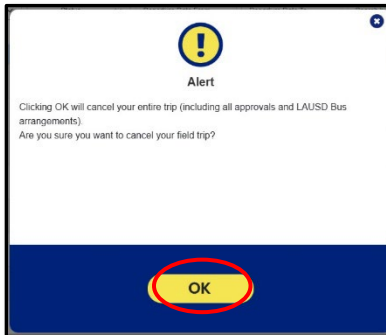 Alert
Clicking OK will cancel your entire trip (including all approvals and LAUSD Bus
arrangements)
Are you sure you want to cancel your field trip?
OK